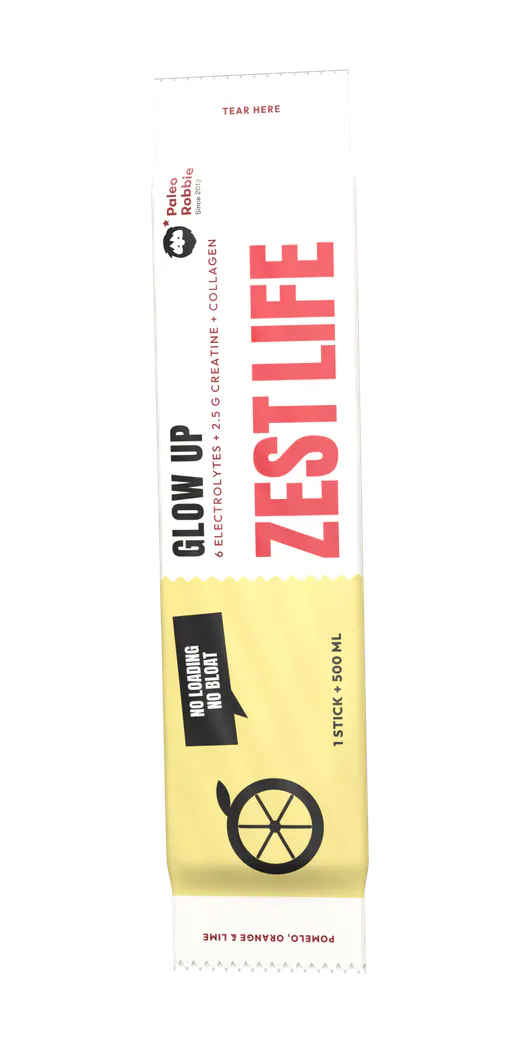 TEAR HERE
Paleo
Robbie
Since 2013
GLOW UP
6 ELECTROLYTES + 2.5 G CREATINE + COLLAGEN
ZEST LIFE
NO LOADING
NO BLOAT
1 STICK + 500 ML
POMELO, ORANGE & LIME